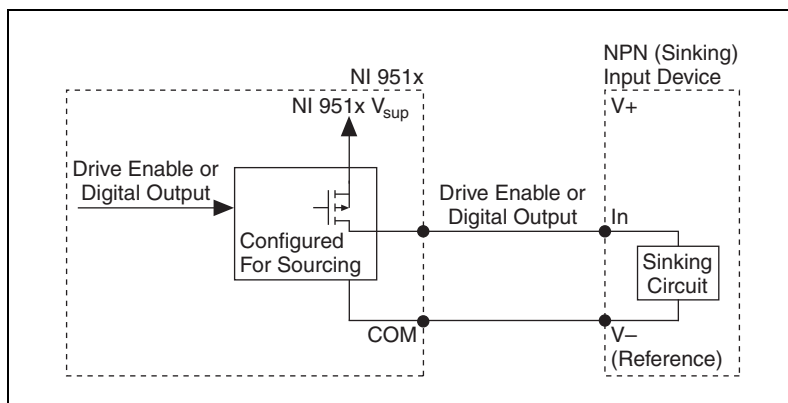 NI 951x
NPN (Sinking)
Input Device
NI 951x Vsup
V+
Drive Enable or
Digital Output
Drive Enable or
Digital Output
In
Configured
For Sourcing
Sinking
Circuit
COM
V–
(Reference)